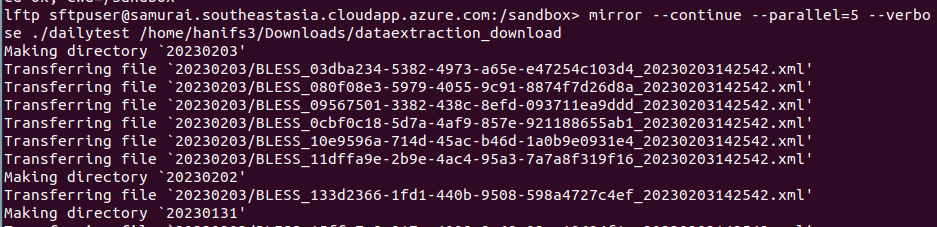 lftp sftpuser@samurai.southeastasia.cloudapp.azure.com:/sandbox> mirror --continue --parallel=5 --verbo
se ./dailytest /home/hanifs3/Downloads/dataextraction_download
Making directory `20230203'
Transferring file `20230203/BLESS_03dba234-5382-4973-a65e-e47254c103d4_20230203142542.xml'
Transferring file `20230203/BLESS_080f08e3-5979-4055-9c91-8874f7d26d8a_20230203142542.xml'
Transferring file `20230203/BLESS_09567501-3382-438c-8efd-093711ea9ddd_20230203142542.xml'
Transferring file `20230203/BLESS_0cbf0c18-5d7a-4af9-857e-921188655ab1_20230203142542.xml'
Transferring file `20230203/BLESS_10e9596a-714d-45ac-b46d-1a0b9e0931e4_20230203142542.xml'
Transferring file `20230203/BLESS_11dffa9e-2b9e-4ac4-95a3-7a7a8f319f16_20230203142542.xml'
Making directory `20230202'
Transferring file `20230203/BLESS_133d2366-1fd1-440b-9508-598a4727c4ef_20230203142542.xml'
Making directory `20230131'